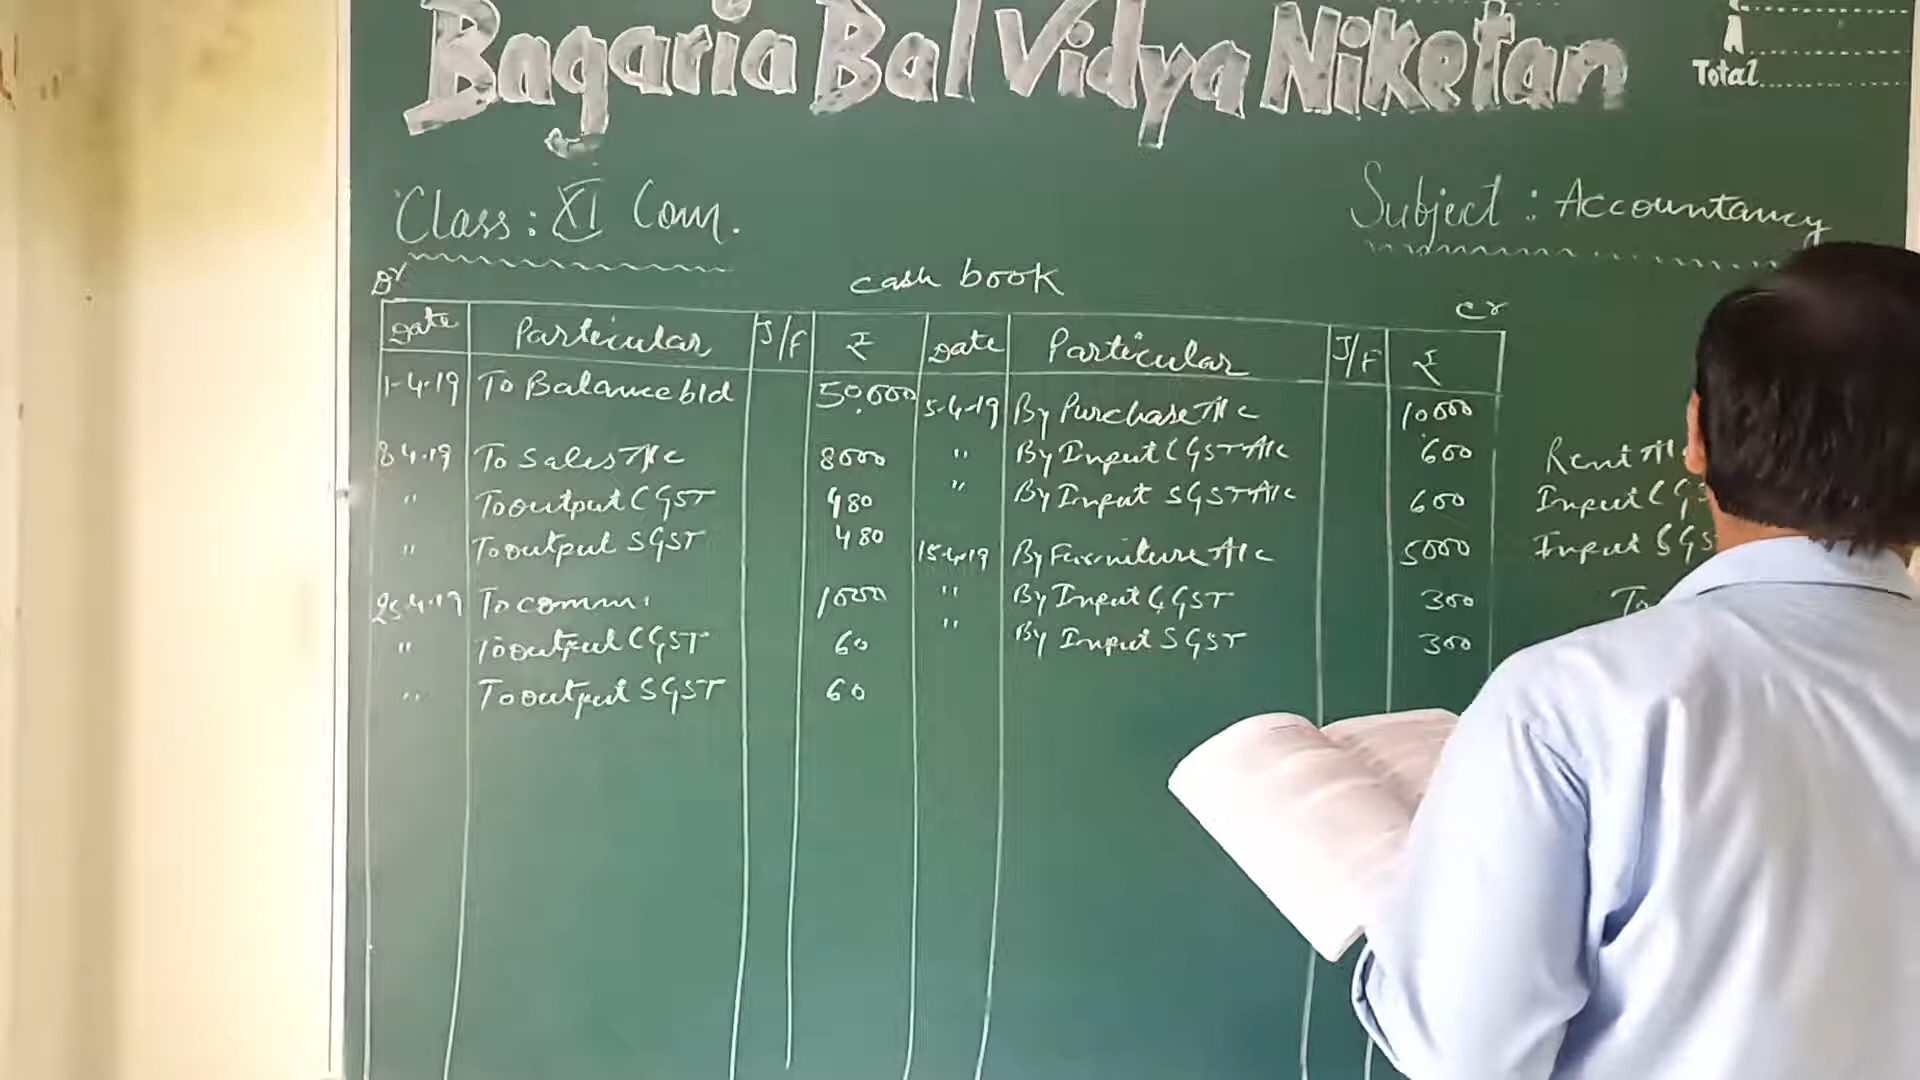 Bagaria Bal Vidya Niketan
A
Total
Class: XI Com.
Subject: Accountancy
Dr
cash book
Cr
Date Particular J/F ₹ Date Particular J/F ₹
1-4-19 To Balance b/d 50,000 5-4-19 By Purchase A/c 10000
8-4-19 To Sales A/c 8000 " By Input CGST A/c 600
" To output CGST 480 " By Input SGST A/c 600
" To output SGST 480 15-4-19 By Furniture A/c 5000
25-4-19 To comm. 1000 " By Input CGST 300
" To output CGST 60 " By Input SGST 300
" To output SGST 60
Rent A/c
Input CGS
Input SGS
To